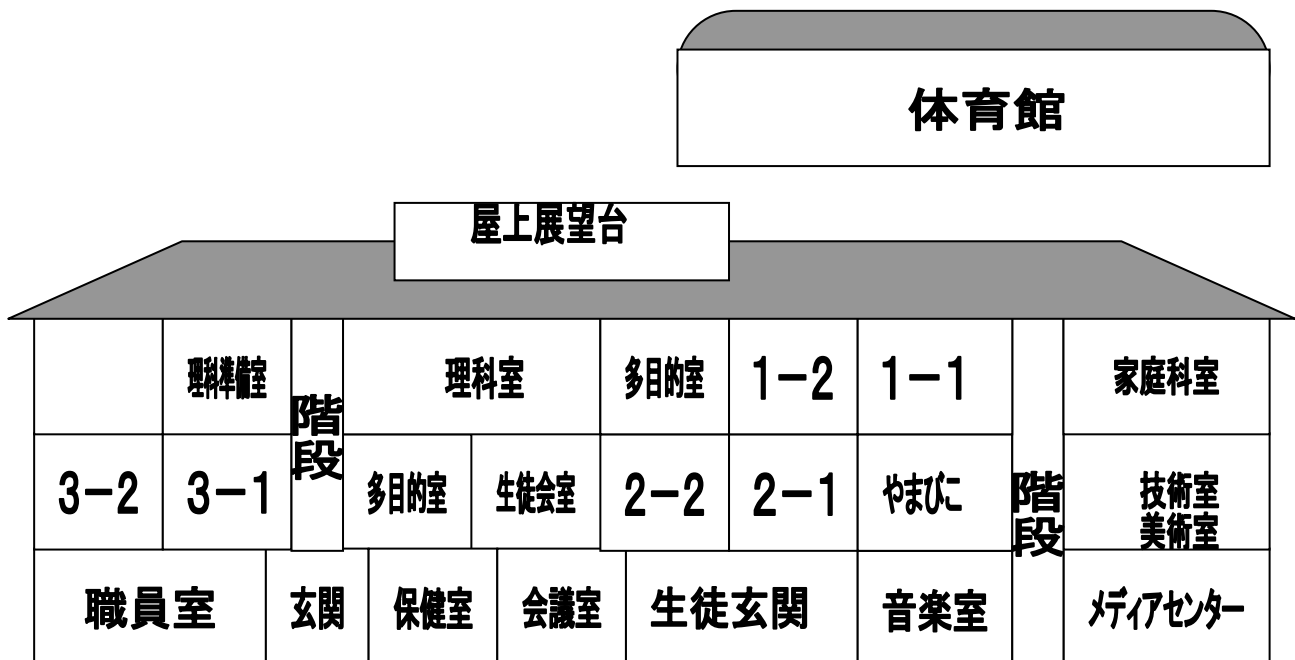 体育館
屋上展望台
理科準備室
階段
理科室
多目的室
1-2
1-1
家庭科室
3-2
3-1
多目的室
生徒会室
2-2
2-1
やまびこ
階段
技術室
美術室
職員室
玄関
保健室
会議室
生徒玄関
音楽室
メディアセンター